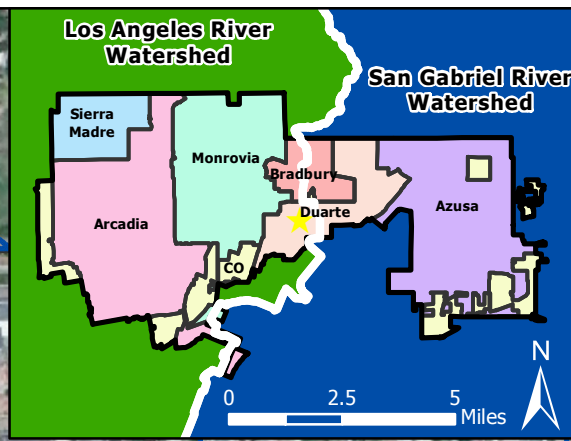 Los Angeles River
Watershed
San Gabriel River
Watershed
Sierra
Madre
Monrovia
Bradbury
Arcadia
Duarte
Azusa
CO
N
0 2.5 5
Miles